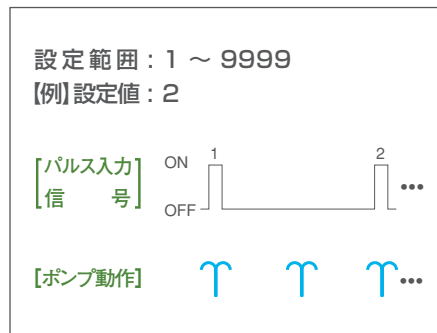 設定範囲：1 ～ 9999
【例】設定値：2
1 2
[パルス入力信号] ON
OFF
•••
[ポンプ動作] •••